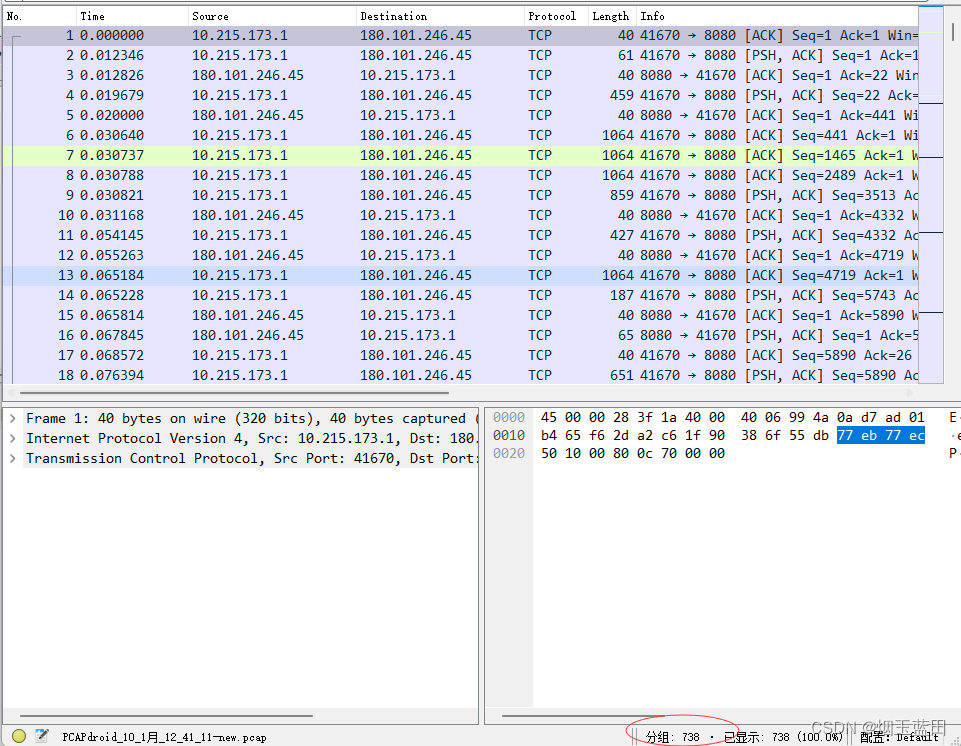 No. Time Source Destination Protocol Length Info
1 0.000000 10.215.173.1 180.101.246.45 TCP 40 41670 → 8080 [ACK] Seq=1 Ack=1 Win=
2 0.012346 10.215.173.1 180.101.246.45 TCP 61 41670 → 8080 [PSH, ACK] Seq=1 Ack=1
3 0.012826 180.101.246.45 10.215.173.1 TCP 40 8080 → 41670 [ACK] Seq=1 Ack=22 Win
4 0.019679 10.215.173.1 180.101.246.45 TCP 459 41670 → 8080 [PSH, ACK] Seq=22 Ack=
5 0.020000 180.101.246.45 10.215.173.1 TCP 40 8080 → 41670 [ACK] Seq=1 Ack=441 Wi
6 0.030640 10.215.173.1 180.101.246.45 TCP 1064 41670 → 8080 [ACK] Seq=441 Ack=1 Wi
7 0.030737 10.215.173.1 180.101.246.45 TCP 1064 41670 → 8080 [ACK] Seq=1465 Ack=1 W
8 0.030788 10.215.173.1 180.101.246.45 TCP 1064 41670 → 8080 [ACK] Seq=2489 Ack=1 W
9 0.030821 10.215.173.1 180.101.246.45 TCP 859 41670 → 8080 [PSH, ACK] Seq=3513 Ac
10 0.031168 180.101.246.45 10.215.173.1 TCP 40 8080 → 41670 [ACK] Seq=1 Ack=4332 W
11 0.054145 10.215.173.1 180.101.246.45 TCP 427 41670 → 8080 [PSH, ACK] Seq=4332 Ac
12 0.055263 180.101.246.45 10.215.173.1 TCP 40 8080 → 41670 [ACK] Seq=1 Ack=4719 W
13 0.065184 10.215.173.1 180.101.246.45 TCP 1064 41670 → 8080 [ACK] Seq=4719 Ack=1 W
14 0.065228 10.215.173.1 180.101.246.45 TCP 187 41670 → 8080 [PSH, ACK] Seq=5743 Ac
15 0.065814 180.101.246.45 10.215.173.1 TCP 40 8080 → 41670 [ACK] Seq=1 Ack=5890 W
16 0.067845 180.101.246.45 10.215.173.1 TCP 65 8080 → 41670 [PSH, ACK] Seq=1 Ack=5
17 0.068572 10.215.173.1 180.101.246.45 TCP 40 41670 → 8080 [ACK] Seq=5890 Ack=26
18 0.076394 10.215.173.1 180.101.246.45 TCP 651 41670 → 8080 [PSH, ACK] Seq=5890 Ac
Frame 1: 40 bytes on wire (320 bits), 40 bytes captured (
Internet Protocol Version 4, Src: 10.215.173.1, Dst: 180.
Transmission Control Protocol, Src Port: 41670, Dst Port:
0000 45 00 00 28 3f 1a 40 00 40 06 99 4a 0a d7 ad 01 E·
0010 b4 65 f6 2d a2 c6 1f 90 38 6f 55 db 77 eb 77 ec ·e
0020 50 10 00 80 0c 70 00 00 P·
PCAPdroid_10_1月_12_41_11-new.pcap 分组: 738 · 已显示: 738 (100.0%) 配置: Default
CSDN @烟玉蓝田